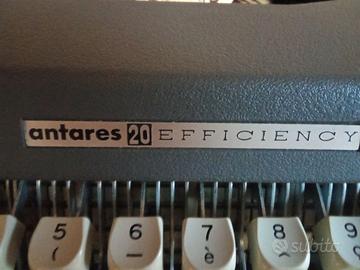 antares 20 EFFICIENCY
5 6 7 8 9
( - è ^
subito